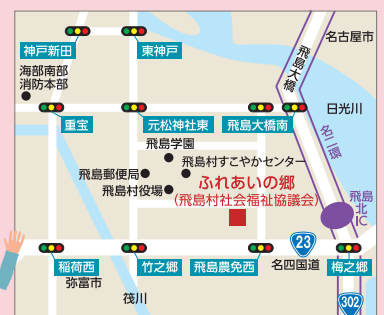 神戸新田
東神戸
名古屋市
飛島大橋
海部南部
消防本部
日光川
重宝
元松神社東
飛島大橋南
名二環
飛島学園
飛島村すこやかセンター
飛島郵便局
ふれあいの郷
飛島村役場
(飛島村社会福祉協議会)
飛島
北
IC
23
稲荷西
竹之郷
飛島農免西
名四国道
梅之郷
弥富市
筏川
302